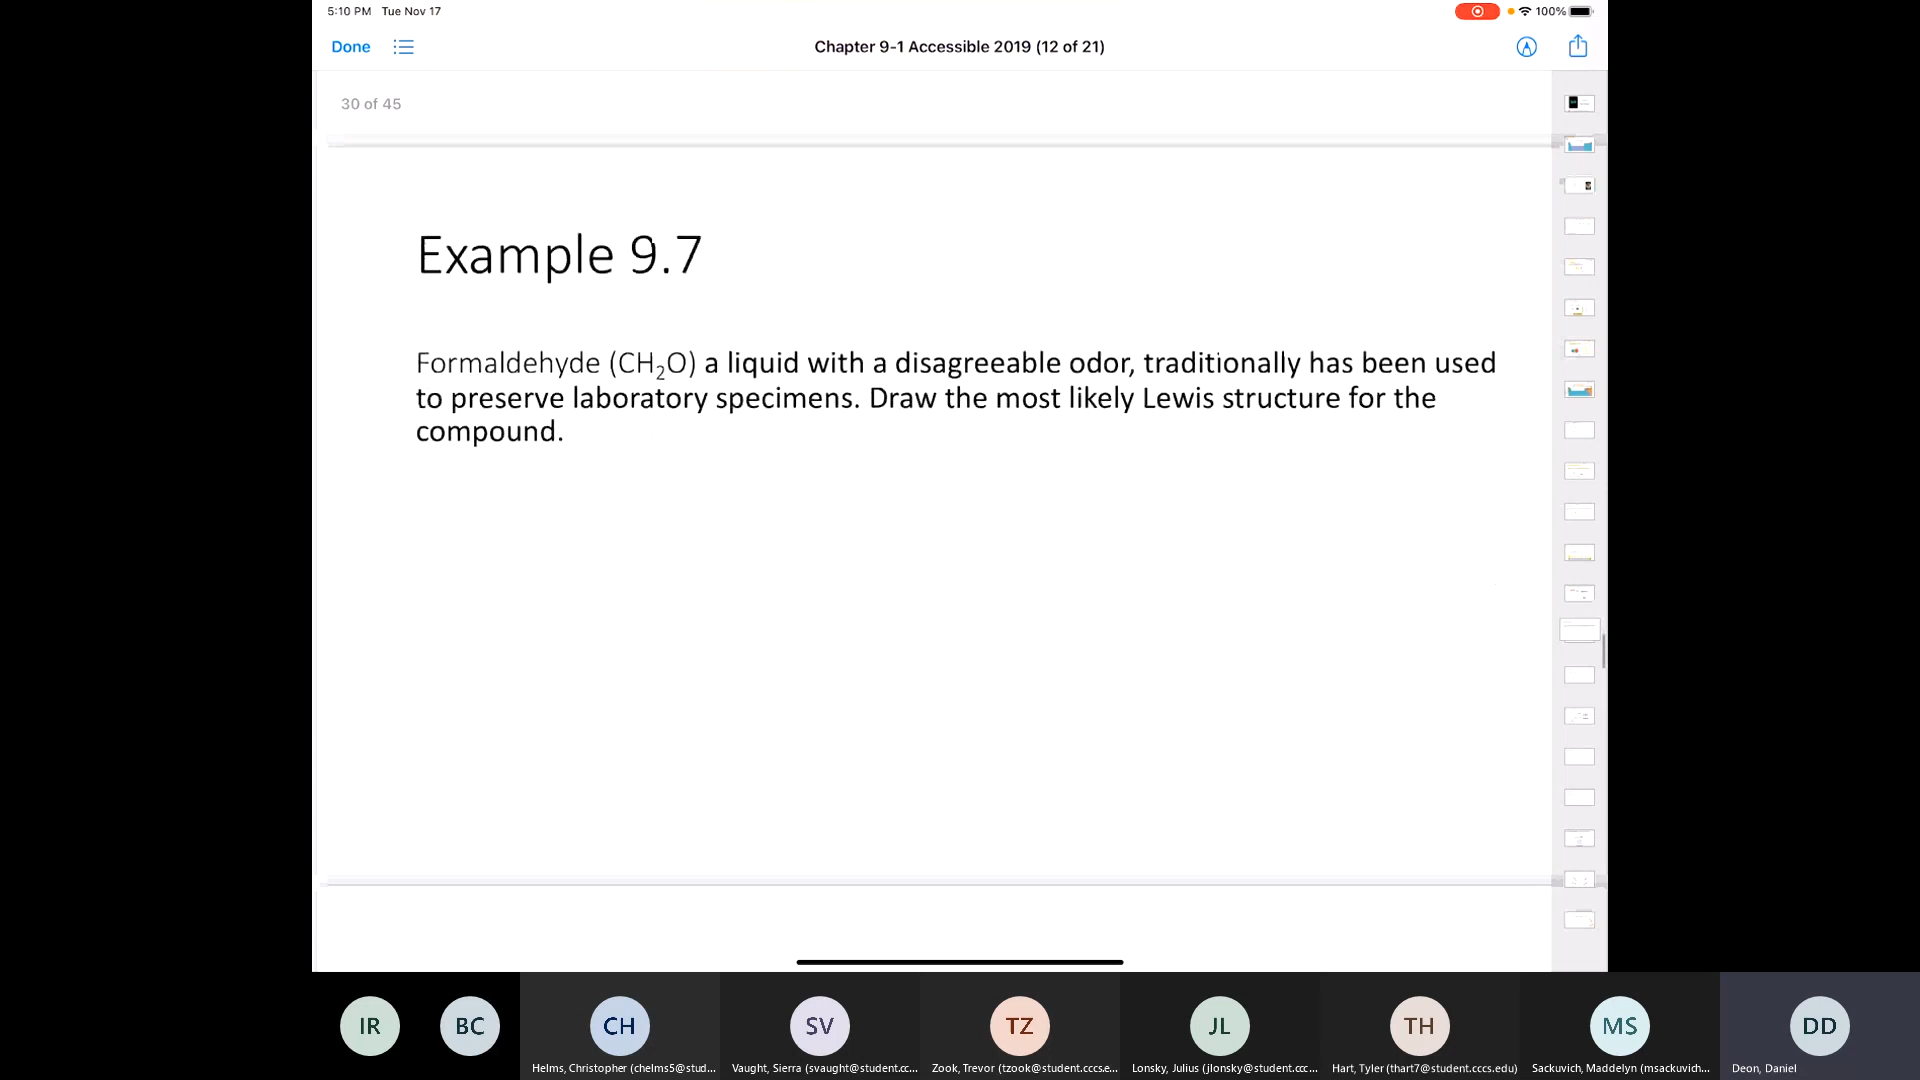 5:10 PM Tue Nov 17
100%
Done
Chapter 9-1 Accessible 2019 (12 of 21)
30 of 45
Example 9.7
Formaldehyde (CH₂O) a liquid with a disagreeable odor, traditionally has been used
to preserve laboratory specimens. Draw the most likely Lewis structure for the
compound.
IR
BC
CH
SV
TZ
JL
TH
MS
DD
Helms, Christopher (chelms5@stud...
Vaught, Sierra (svaught@student.cc...
Zook, Trevor (tzook@student.cccs.e...
Lonsky, Julius (jlonsky@student.ccc...
Hart, Tyler (thart7@student.cccs.edu)
Sackuvich, Maddelyn (msackuvich...
Deon, Daniel